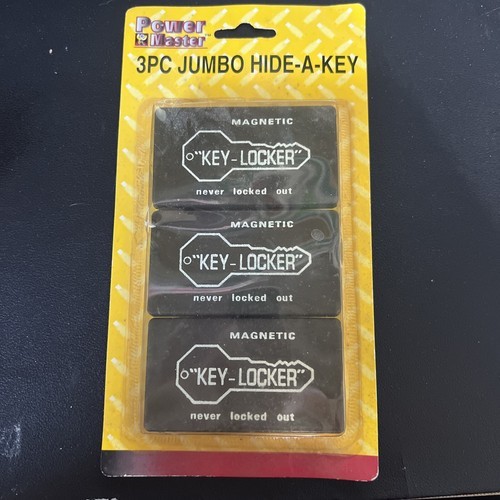 Power
Master
3PC JUMBO HIDE-A-KEY
MAGNETIC
"KEY-LOCKER"
never locked out
MAGNETIC
"KEY-LOCKER"
never locked out
MAGNETIC
"KEY-LOCKER"
never locked out